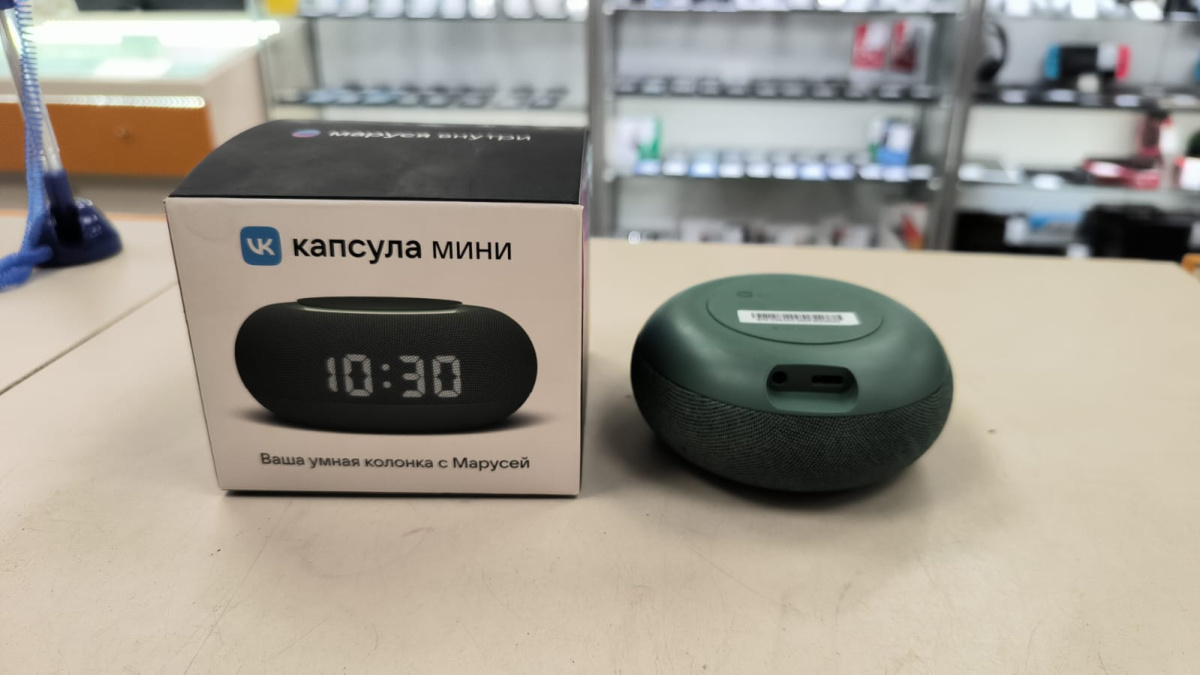 маруся внутри
VK капсула мини
10:30
Ваша умная колонка с Марусей